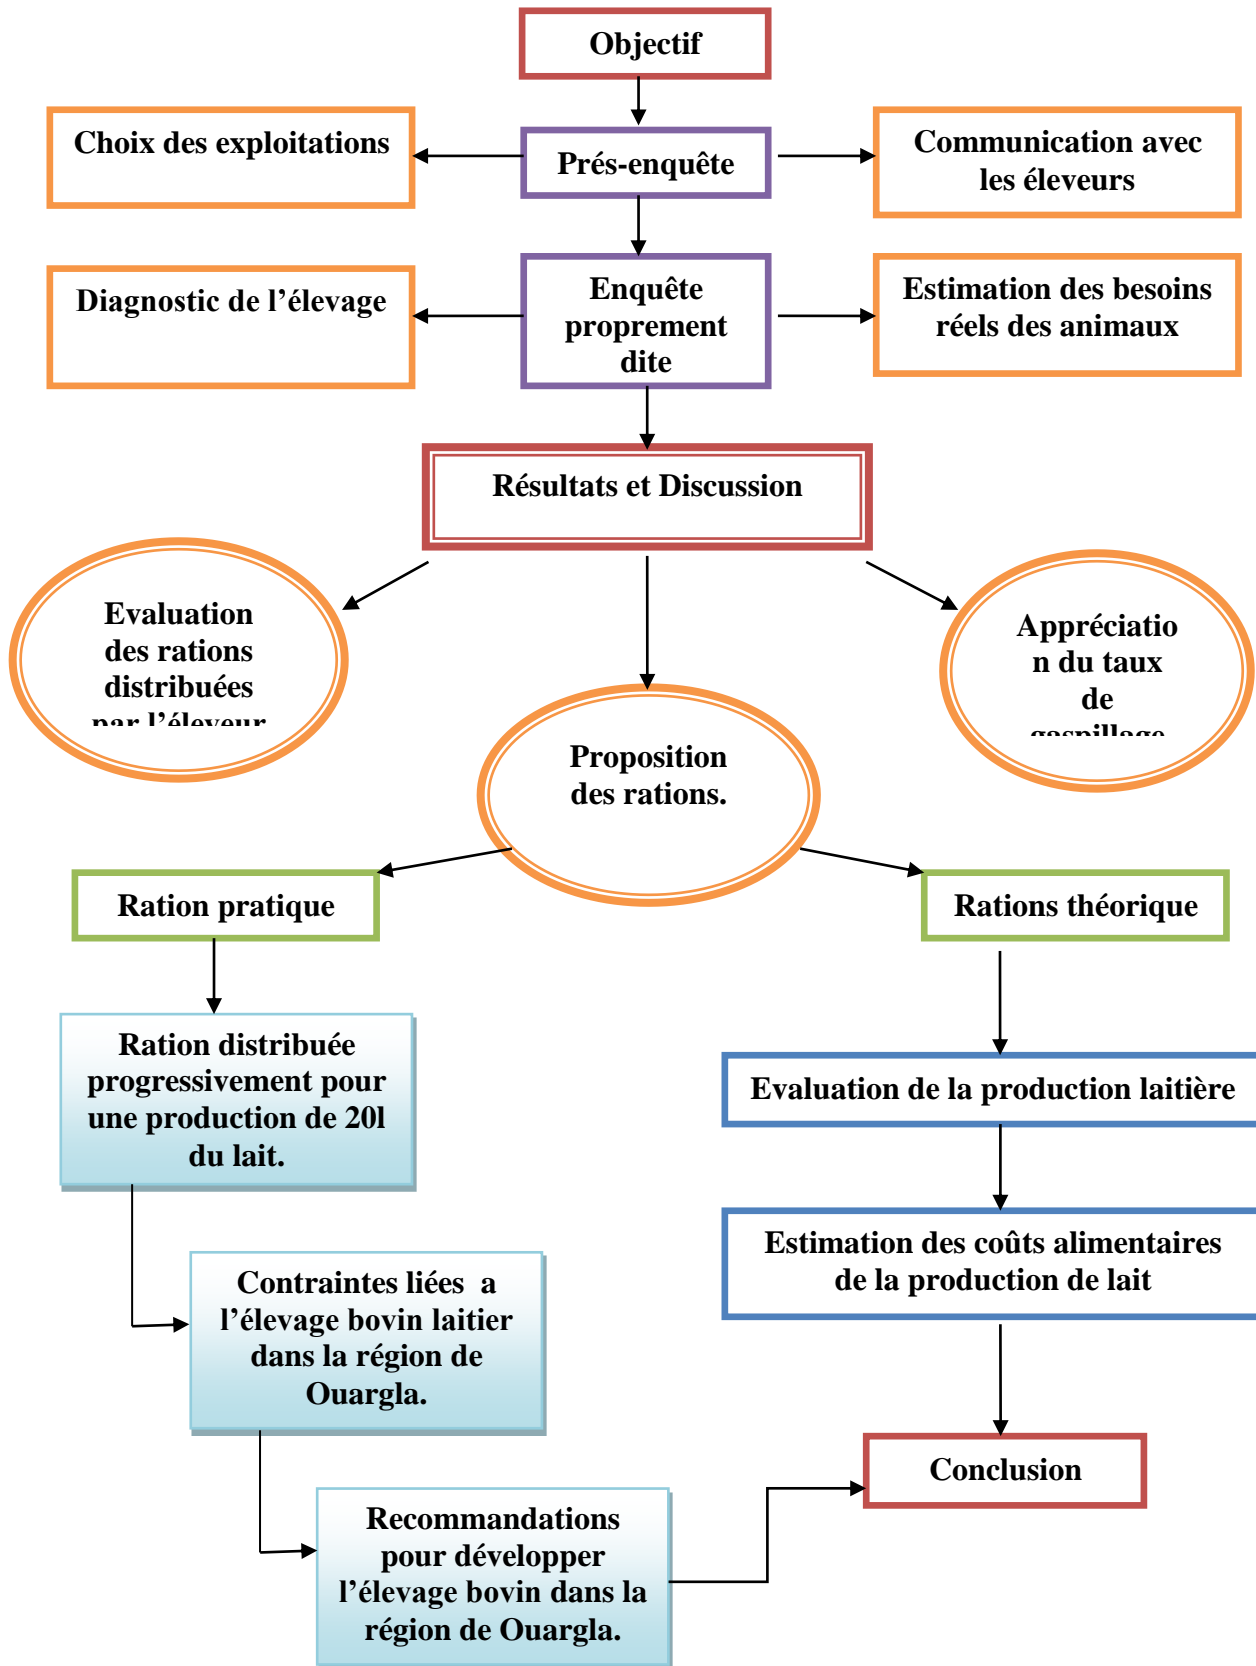 Objectif
Choix des exploitations
Prés-enquête
Communication avec
les éleveurs
Diagnostic de l'élevage
Enquête
proprement
dite
Estimation des besoins
réels des animaux
Résultats et Discussion
Evaluation
des rations
distribuées
par l'éleveur
Proposition
des rations.
Appréciatio
n du taux
de
gaspillage
Ration pratique
Rations théorique
Ration distribuée
progressivement pour
une production de 20l
du lait.
Evaluation de la production laitière
Estimation des coûts alimentaires
de la production de lait
Contraintes liées  a
l'élevage bovin laitier
dans la région de
Ouargla.
Conclusion
Recommandations
pour développer
l'élevage bovin dans la
région de Ouargla.